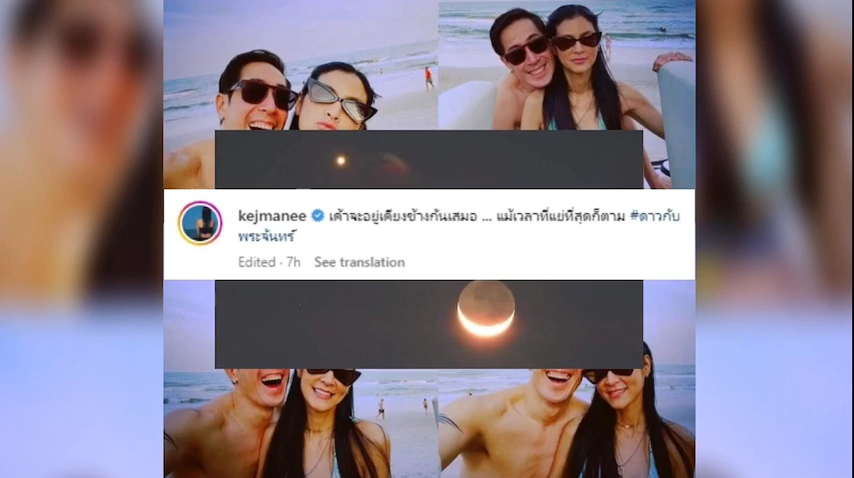 kejmanee เค้าจะอยู่เคียงข้างกันเสมอ ... แม้เวลาที่แย่ที่สุดก็ตาม #ดาวกับ
พระจันทร์
Edited · 7h See translation